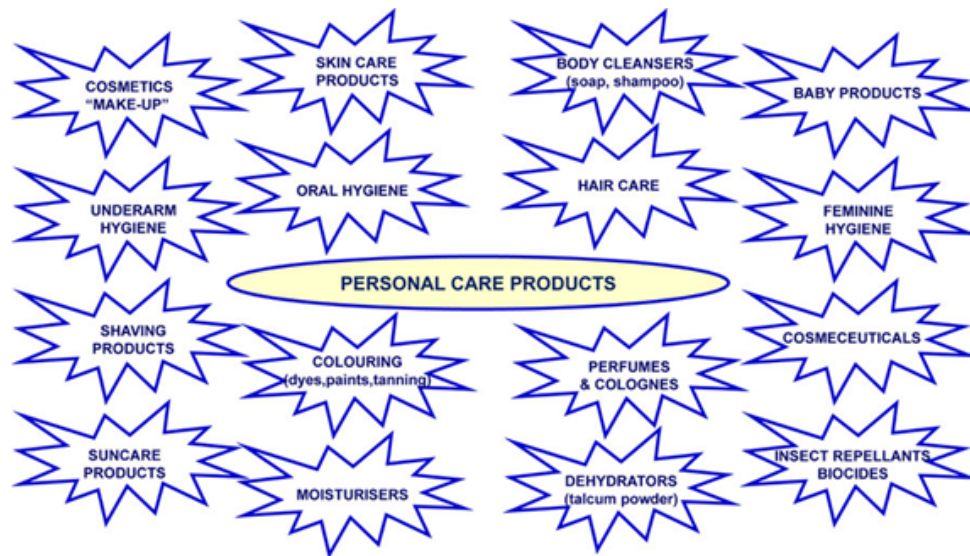 COSMETICS
“MAKE-UP”
SKIN CARE
PRODUCTS
BODY CLEANSERS
(soap, shampoo)
BABY PRODUCTS
UNDERARM
HYGIENE
ORAL HYGIENE
HAIR CARE
FEMININE
HYGIENE
PERSONAL CARE PRODUCTS
SHAVING
PRODUCTS
COLOURING
(dyes,paints,tanning)
PERFUMES
& COLOGNES
COSMECEUTICALS
SUNCARE
PRODUCTS
MOISTURISERS
DEHYDRATORS
(talcum powder)
INSECT REPELLANTS
BIOCIDES